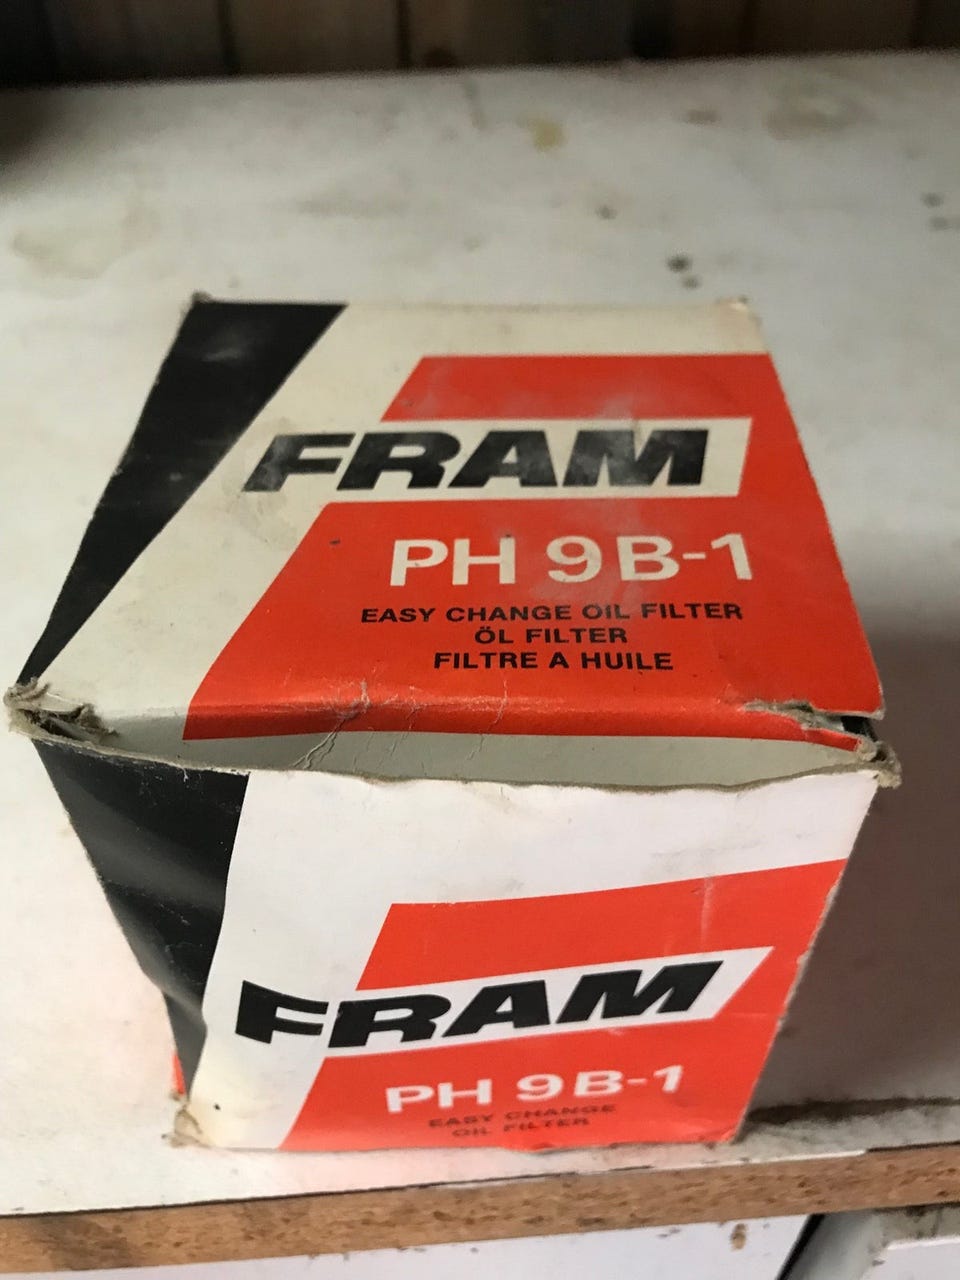 FRAM
PH 9B-1
EASY CHANGE OIL FILTER
ÖL FILTER
FILTRE A HUILE
FRAM
PH 9B-1
EASY CHANGE
OIL FILTER